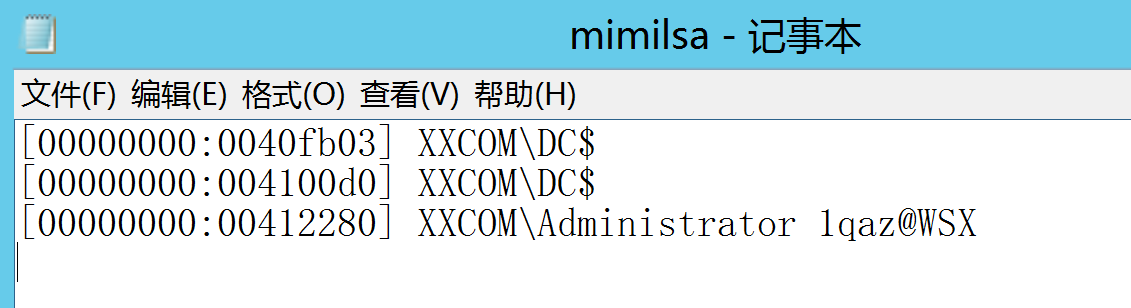 mimilsa - 记事本
文件(F) 编辑(E) 格式(O) 查看(V) 帮助(H)
[00000000:0040fb03] XXCOM\DC$
[00000000:004100d0] XXCOM\DC$
[00000000:00412280] XXCOM\Administrator 1qaz@WSX